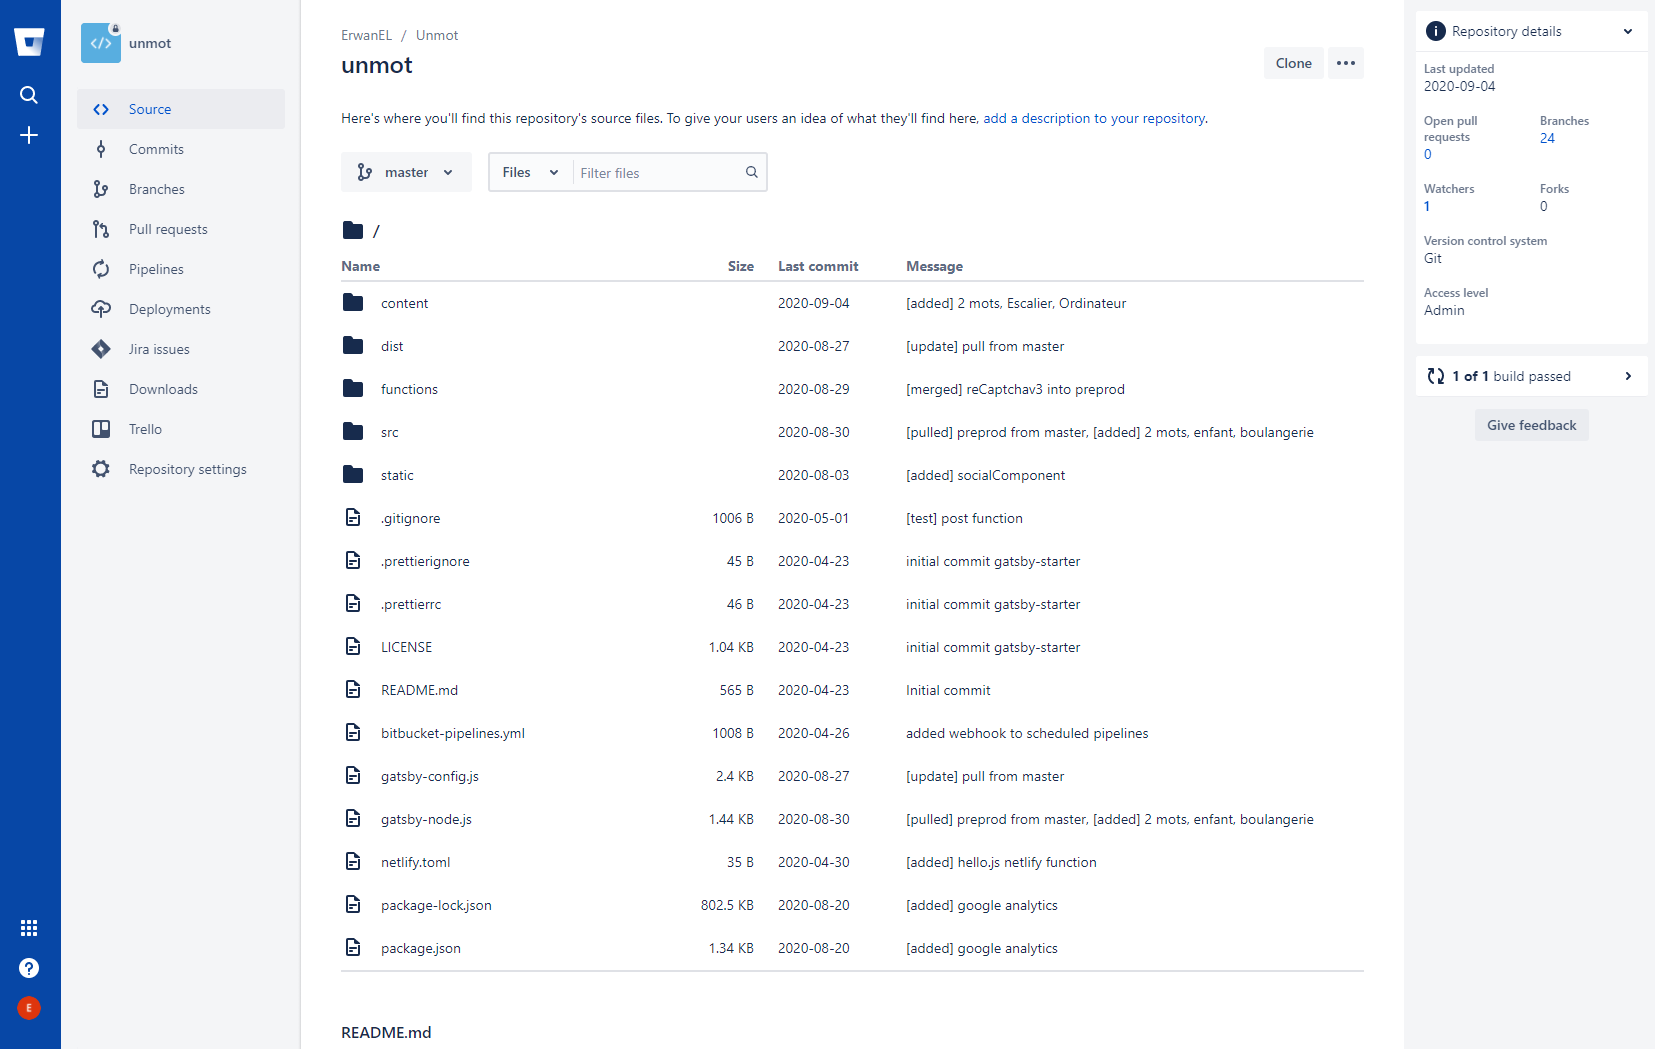 unmot
Source
Commits
Branches
Pull requests
Pipelines
Deployments
Jira issues
Downloads
Trello
Repository settings
E
ErwanEL / Unmot
unmot
Clone
Here's where you'll find this repository's source files. To give your users an idea of what they'll find here, add a description to your repository.
master
Files Filter files
/
Name Size Last commit Message
content 2020-09-04 [added] 2 mots, Escalier, Ordinateur
dist 2020-08-27 [update] pull from master
functions 2020-08-29 [merged] reCaptchav3 into preprod
src 2020-08-30 [pulled] preprod from master, [added] 2 mots, enfant, boulangerie
static 2020-08-03 [added] socialComponent
.gitignore 1006 B 2020-05-01 [test] post function
.prettierignore 45 B 2020-04-23 initial commit gatsby-starter
.prettierrc 46 B 2020-04-23 initial commit gatsby-starter
LICENSE 1.04 KB 2020-04-23 initial commit gatsby-starter
README.md 565 B 2020-04-23 Initial commit
bitbucket-pipelines.yml 1008 B 2020-04-26 added webhook to scheduled pipelines
gatsby-config.js 2.4 KB 2020-08-27 [update] pull from master
gatsby-node.js 1.44 KB 2020-08-30 [pulled] preprod from master, [added] 2 mots, enfant, boulangerie
netlify.toml 35 B 2020-04-30 [added] hello.js netlify function
package-lock.json 802.5 KB 2020-08-20 [added] google analytics
package.json 1.34 KB 2020-08-20 [added] google analytics
README.md
Repository details
Last updated
2020-09-04
Open pull requests
0
Branches
24
Watchers
1
Forks
0
Version control system
Git
Access level
Admin
1 of 1 build passed
Give feedback